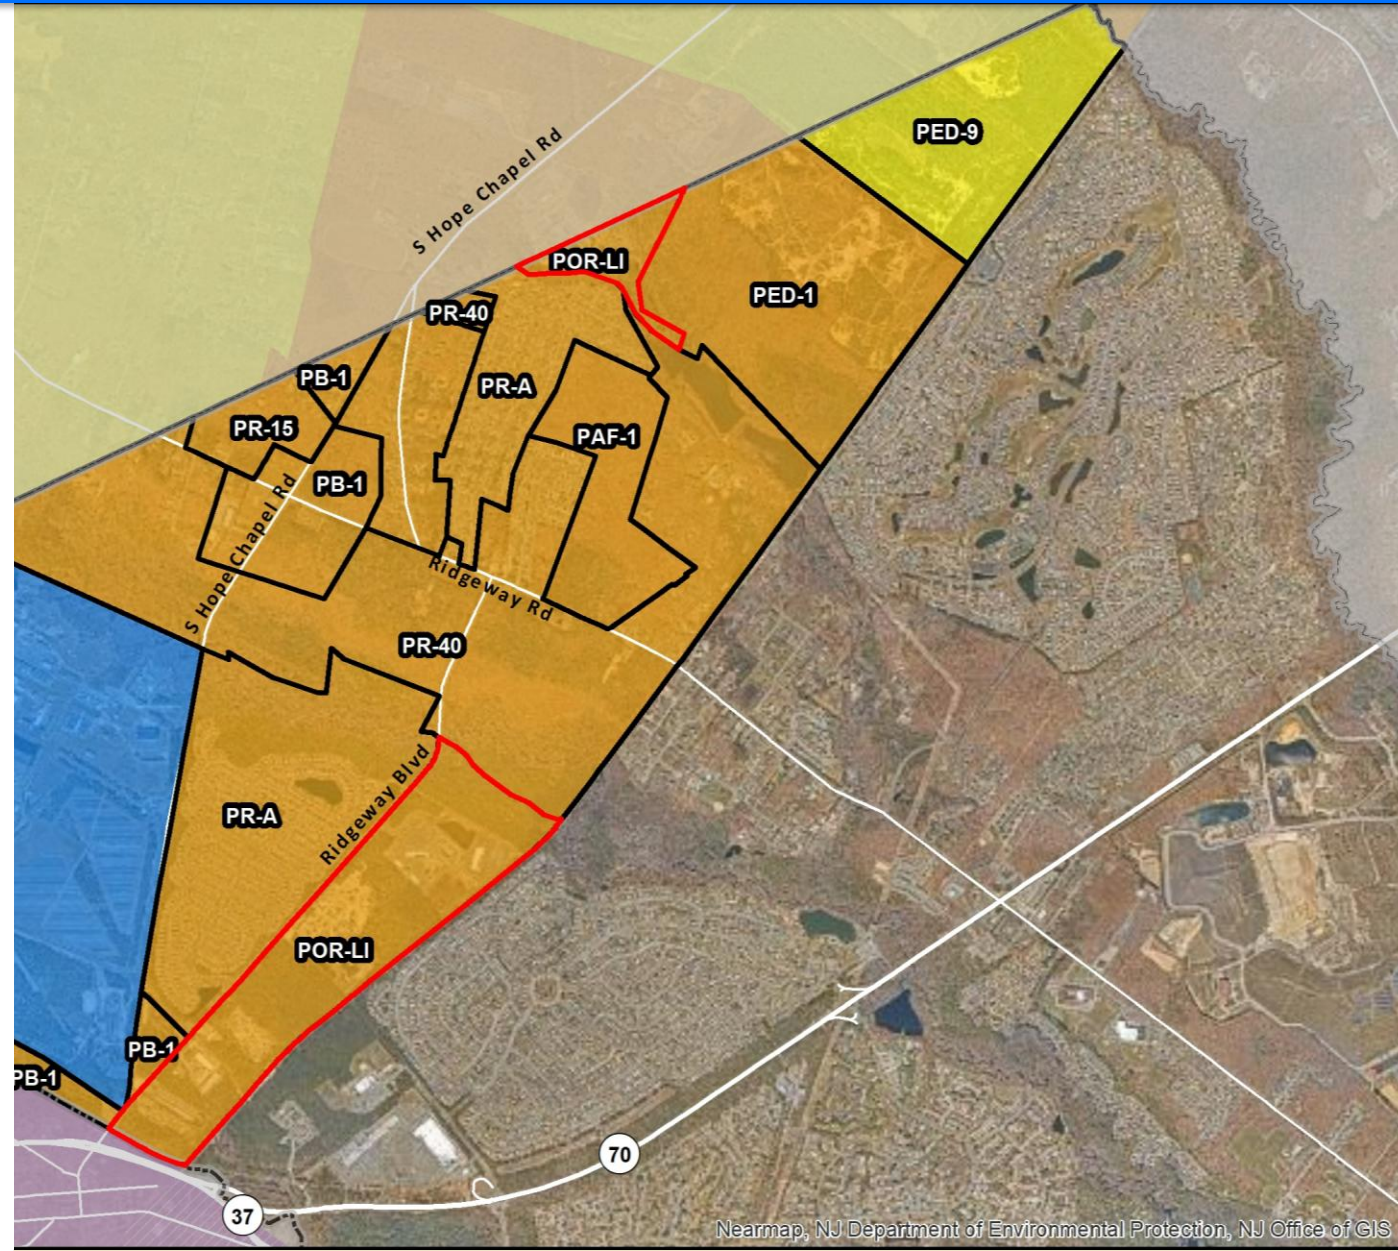 PED-9
S Hope Chapel Rd
POR-LI
PED-1
PR-40
PB-1
PR-A
PR-15
PAF-1
PB-1
S Hope Chapel Rd
Ridgeway Rd
PR-40
Ridgeway Blvd
PR-A
POR-LI
PB-1
PB-1
70
37
Nearmap, NJ Department of Environmental Protection, NJ Office of GIS